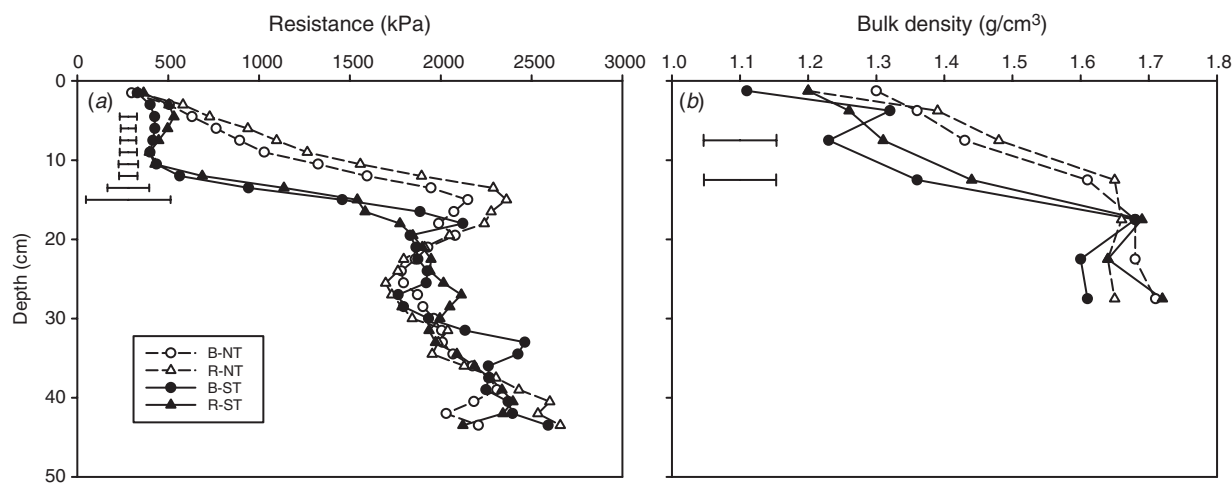 Resistance (kPa)
0 500 1000 1500 2000 2500 3000
0
10
20
30
40
50
Depth (cm)
(a)
B-NT
R-NT
B-ST
R-ST
Bulk density (g/cm³)
1.0 1.1 1.2 1.3 1.4 1.5 1.6 1.7 1.8
(b)